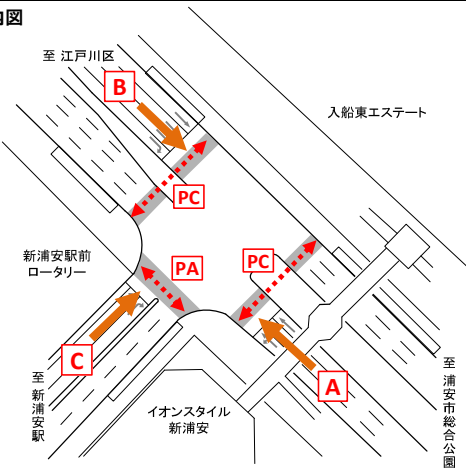 内図
至 江戸川区
B
入船東エステート
PC
新浦安駅前
ロータリー
PA
PC
C
A
至 新浦安駅
イオンスタイル
新浦安
至 浦安市総合公園